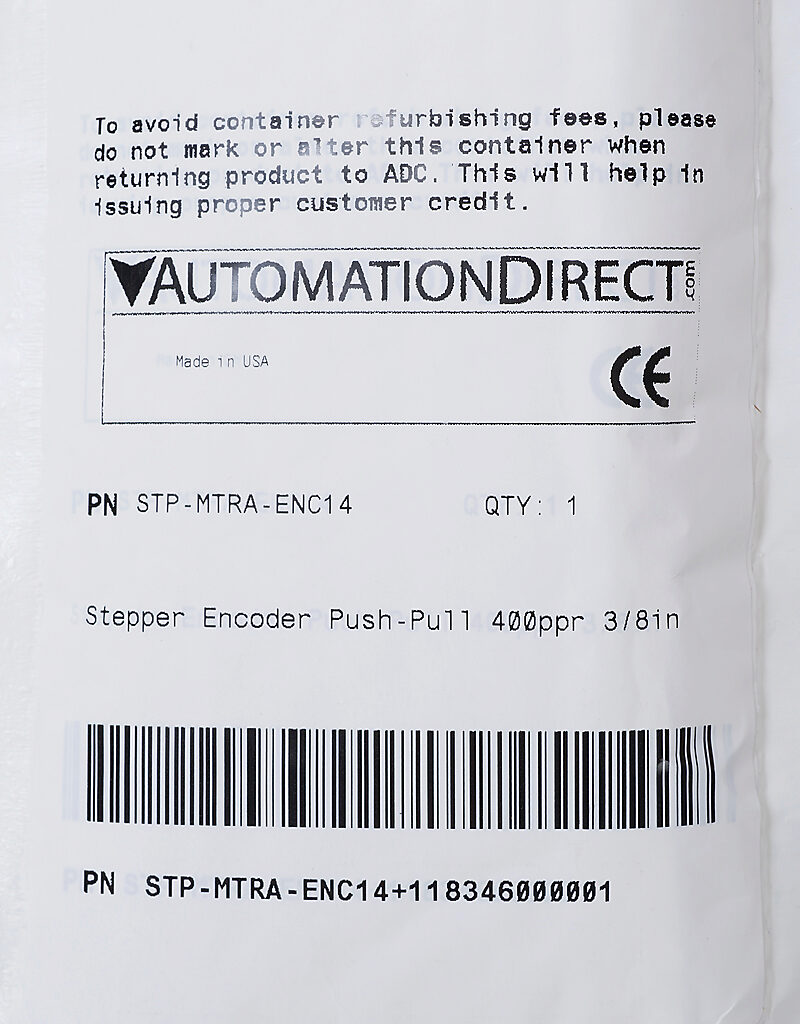 To avoid container refurbishing fees, please
do not mark or alter this container when
returning product to ADC. This will help in
issuing proper customer credit.
AUTOMATIONDIRECT.com
Made in USA
CE
PN STP-MTRA-ENC14 QTY: 1
Stepper Encoder Push-Pull 400ppr 3/8in
PN STP-MTRA-ENC14+118346000001